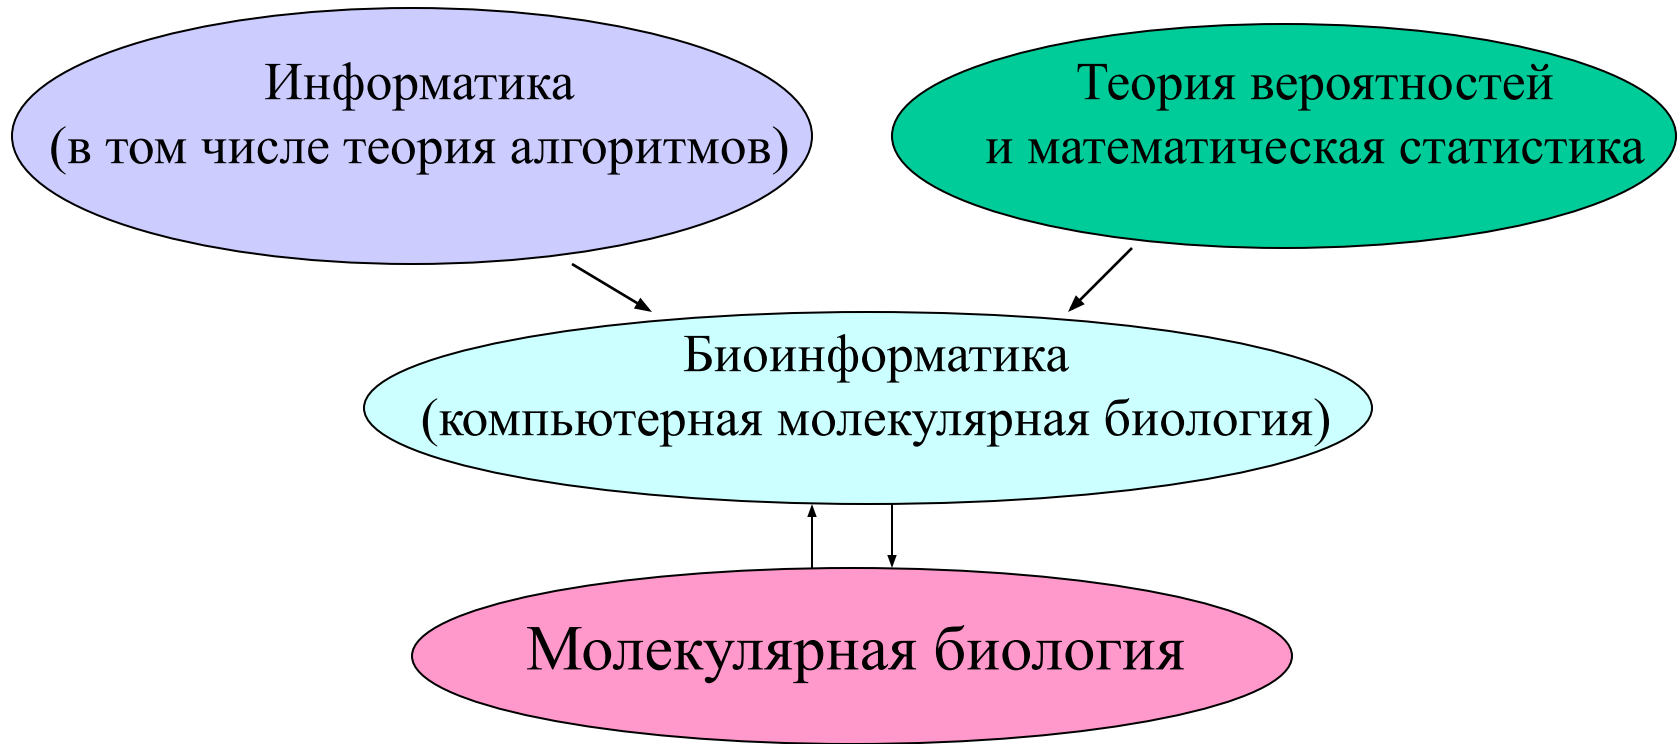 Информатика
(в том числе теория алгоритмов)
Теория вероятностей
и математическая статистика
Биоинформатика
(компьютерная молекулярная биология)
Молекулярная биология